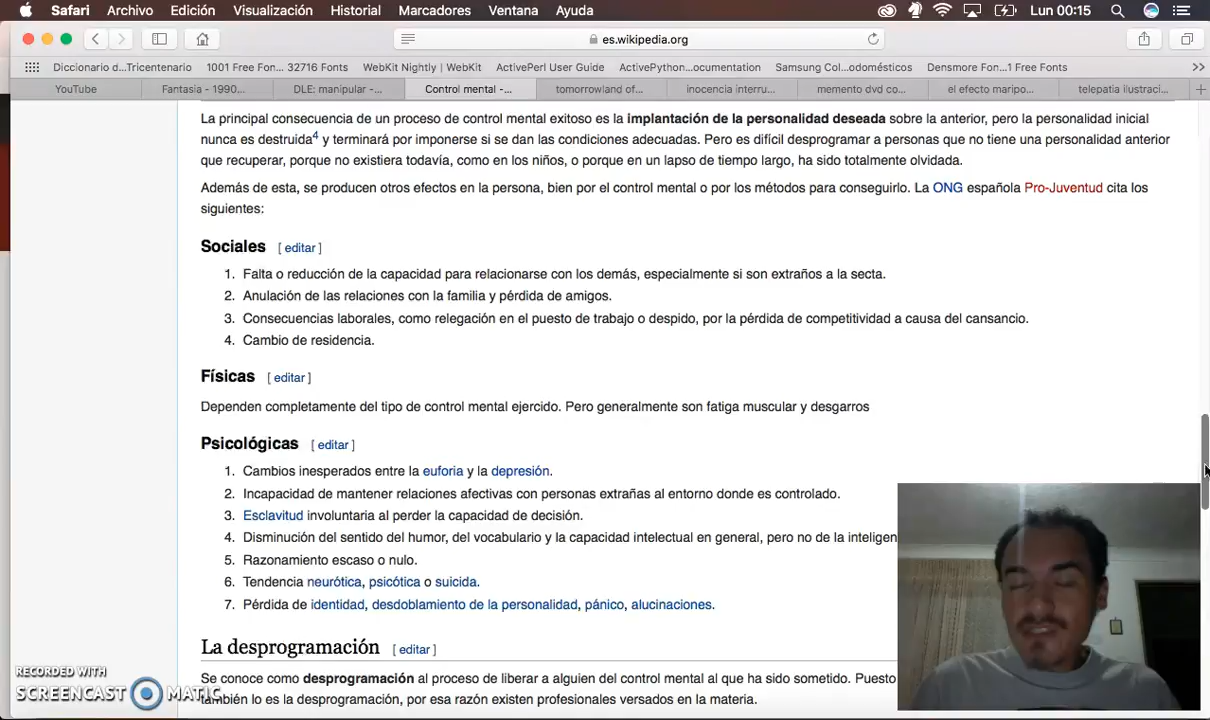 Safari Archivo Edición Visualización Historial Marcadores Ventana Ayuda Lun 00:15
es.wikipedia.org
Diccionario d...Tricentenario 1001 Free Fon... 32716 Fonts WebKit Nightly | WebKit ActivePerl User Guide ActivePython...ocumentation Samsung Col...odomésticos Densmore Fon...1 Free Fonts >>
YouTube Fantasia - 1990... DLE: manipular -... Control mental -... tomorrowland of... inocencia interru... memento dvd co... el efecto maripo... telepatia ilustraci... +
La principal consecuencia de un proceso de control mental exitoso es la implantación de la personalidad deseada sobre la anterior, pero la personalidad inicial
nunca es destruida4 y terminará por imponerse si se dan las condiciones adecuadas. Pero es difícil desprogramar a personas que no tiene una personalidad anterior
que recuperar, porque no existiera todavía, como en los niños, o porque en un lapso de tiempo largo, ha sido totalmente olvidada.
Además de esta, se producen otros efectos en la persona, bien por el control mental o por los métodos para conseguirlo. La ONG española Pro-Juventud cita los
siguientes:
Sociales [ editar ]
1. Falta o reducción de la capacidad para relacionarse con los demás, especialmente si son extraños a la secta.
2. Anulación de las relaciones con la familia y pérdida de amigos.
3. Consecuencias laborales, como relegación en el puesto de trabajo o despido, por la pérdida de competitividad a causa del cansancio.
4. Cambio de residencia.
Físicas [ editar ]
Dependen completamente del tipo de control mental ejercido. Pero generalmente son fatiga muscular y desgarros
Psicológicas [ editar ]
1. Cambios inesperados entre la euforia y la depresión.
2. Incapacidad de mantener relaciones afectivas con personas extrañas al entorno donde es controlado.
3. Esclavitud involuntaria al perder la capacidad de decisión.
4. Disminución del sentido del humor, del vocabulario y la capacidad intelectual en general, pero no de la inteligen
5. Razonamiento escaso o nulo.
6. Tendencia neurótica, psicótica o suicida.
7. Pérdida de identidad, desdoblamiento de la personalidad, pánico, alucinaciones.
La desprogramación [ editar ]
Se conoce como desprogramación al proceso de liberar a alguien del control mental al que ha sido sometido. Puesto
también lo es la desprogramación, por esa razón existen profesionales versados en la materia.
RECORDED WITH
SCREENCAST MATIC